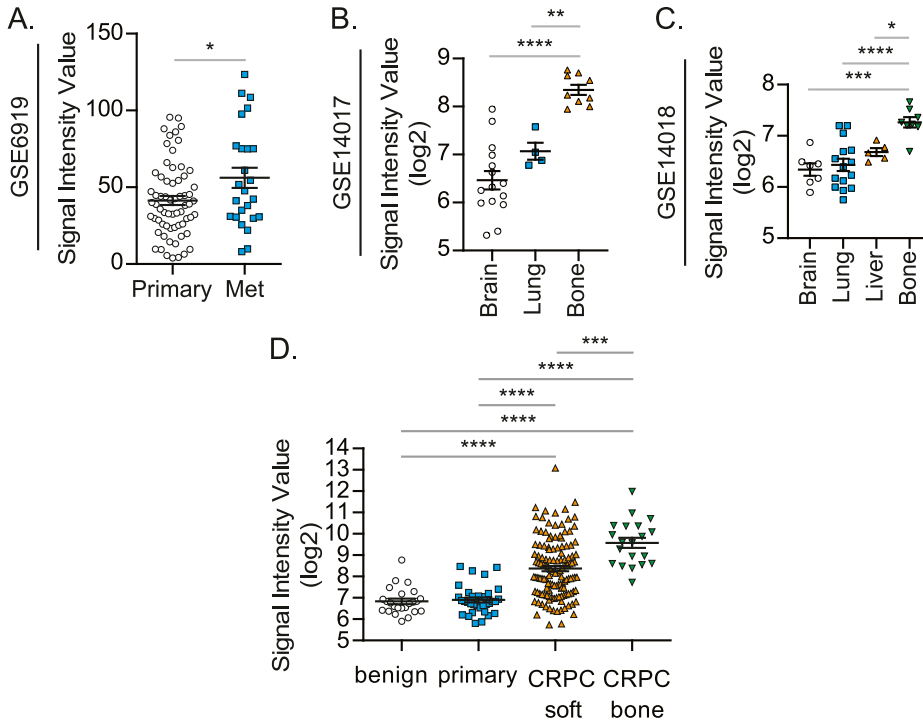 A.
GSE6919
Signal Intensity Value
150
100
50
0
*
Primary
Met
B.
GSE14017
Signal Intensity Value
(log2)
9
8
7
6
5
**
****
Brain
Lung
Bone
C.
GSE14018
Signal Intensity Value
(log2)
8
7
6
5
*
****
***
Brain
Lung
Liver
Bone
D.
Signal Intensity Value
(log2)
14
13
12
11
10
9
8
7
6
5
***
****
****
****
****
benign
primary
CRPC
soft
CRPC
bone